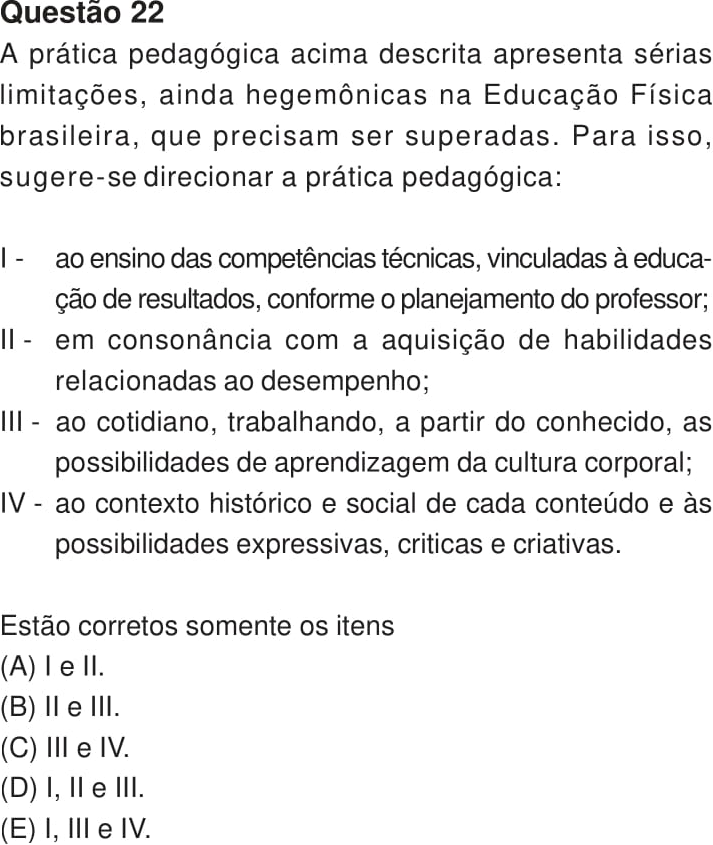 Questão 22
A prática pedagógica acima descrita apresenta sérias
limitações, ainda hegemônicas na Educação Física
brasileira, que precisam ser superadas. Para isso,
sugere-se direcionar a prática pedagógica:
I - ao ensino das competências técnicas, vinculadas à educa-
ção de resultados, conforme o planejamento do professor;
II - em consonância com a aquisição de habilidades
relacionadas ao desempenho;
III - ao cotidiano, trabalhando, a partir do conhecido, as
possibilidades de aprendizagem da cultura corporal;
IV - ao contexto histórico e social de cada conteúdo e às
possibilidades expressivas, criticas e criativas.
Estão corretos somente os itens
(A) I e II.
(B) II e III.
(C) III e IV.
(D) I, II e III.
(E) I, III e IV.